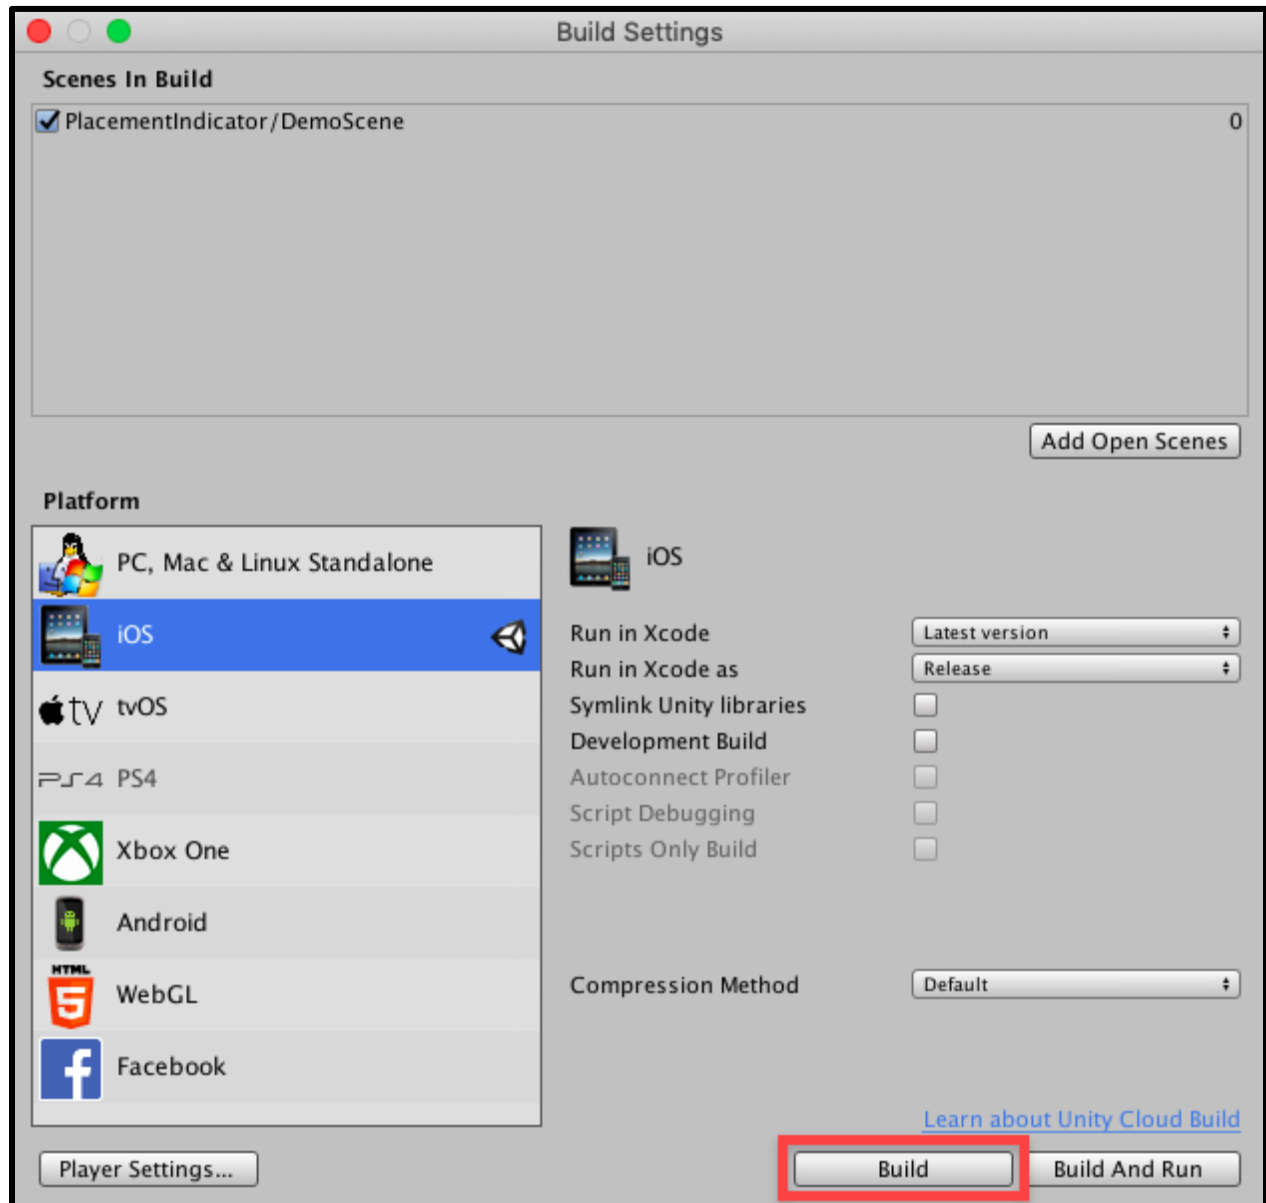 Build Settings
Scenes In Build
PlacementIndicator/DemoScene 0
Add Open Scenes
Platform
PC, Mac & Linux Standalone
iOS
iOS
Run in Xcode Latest version
Run in Xcode as Release
tv tvOS
Symlink Unity libraries
Development Build
PS4 PS4
Autoconnect Profiler
Script Debugging
Xbox One
Scripts Only Build
Android
HTML
5
WebGL
Compression Method Default
f Facebook
Learn about Unity Cloud Build
Player Settings... Build Build And Run